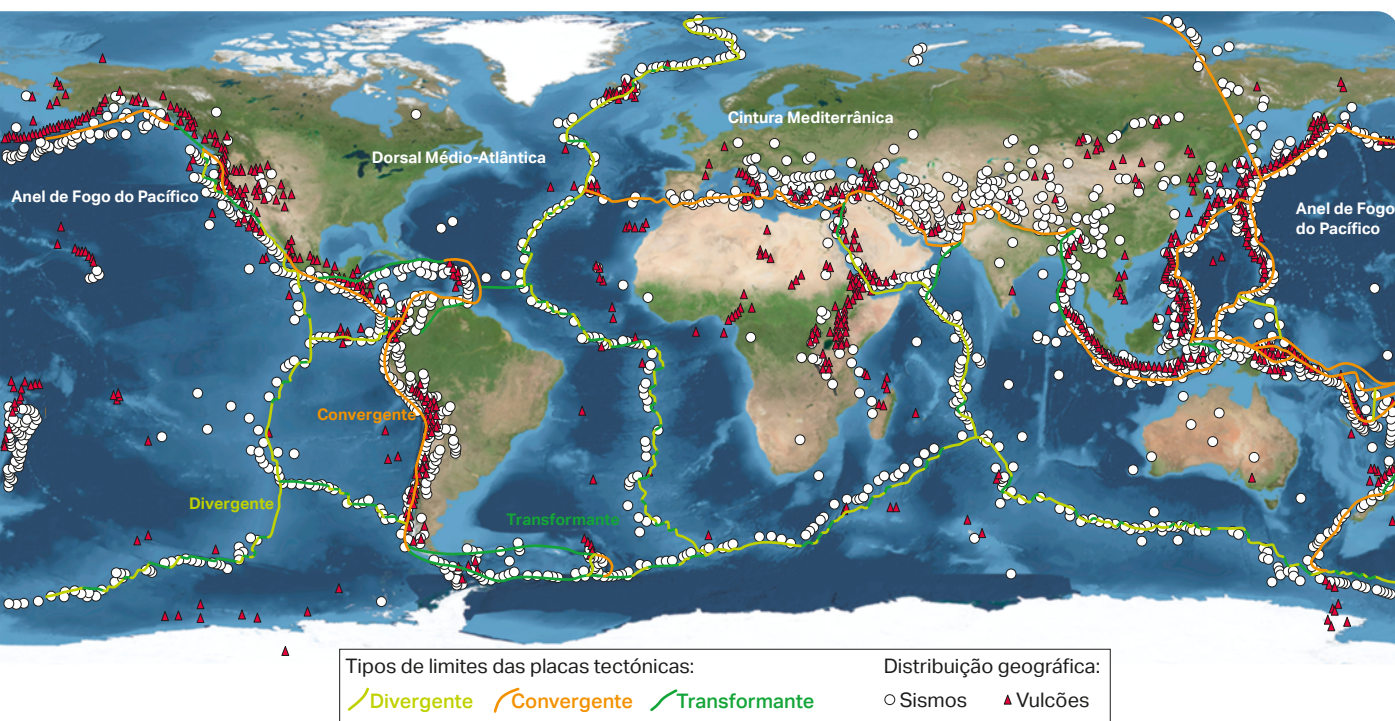 Cintura Mediterrânica
Dorsal Médio-Atlântica
Anel de Fogo do Pacífico
Anel de Fogo
do Pacífico
Convergente
Divergente
Transformante
Tipos de limites das placas tectónicas:
Divergente
Convergente
Transformante
Distribuição geográfica:
Sismos
Vulcões